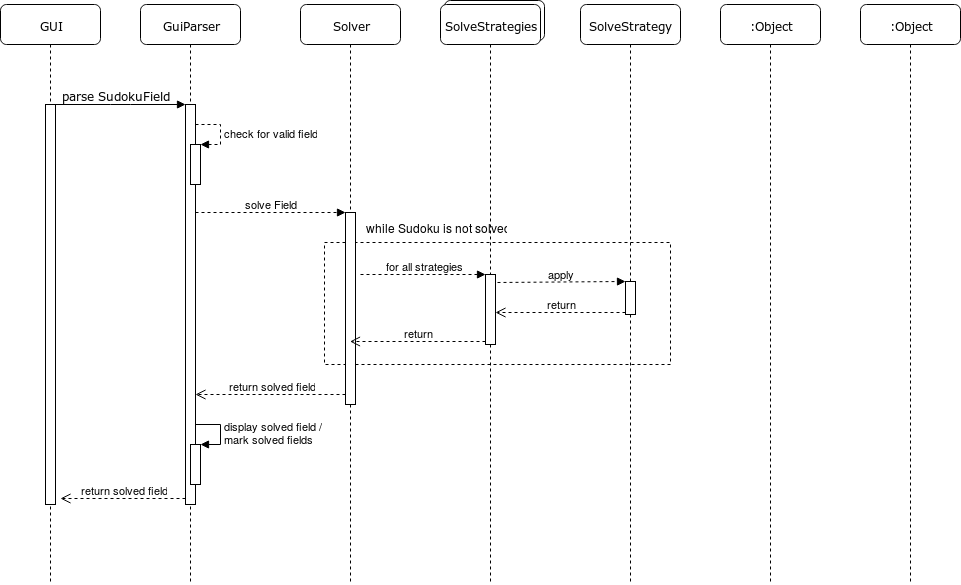 GUI
GuiParser
Solver
SolveStrategies
SolveStrategy
:Object
:Object
parse SudokuField
check for valid field
solve Field
while Sudoku is not solved
for all strategies
apply
return
return
return solved field
display solved field /
mark solved fields
return solved field